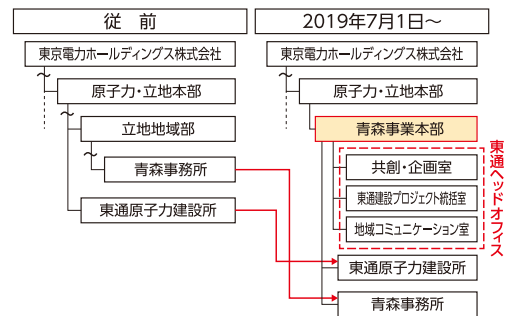 従　前
東京電力ホールディングス株式会社
原子力・立地本部
立地地域部
青森事務所
東通原子力建設所
2019年7月1日～
東京電力ホールディングス株式会社
原子力・立地本部
青森事業本部
共創・企画室
東通建設プロジェクト統括室
地域コミュニケーション室
東通ヘッドオフィス
東通原子力建設所
青森事務所